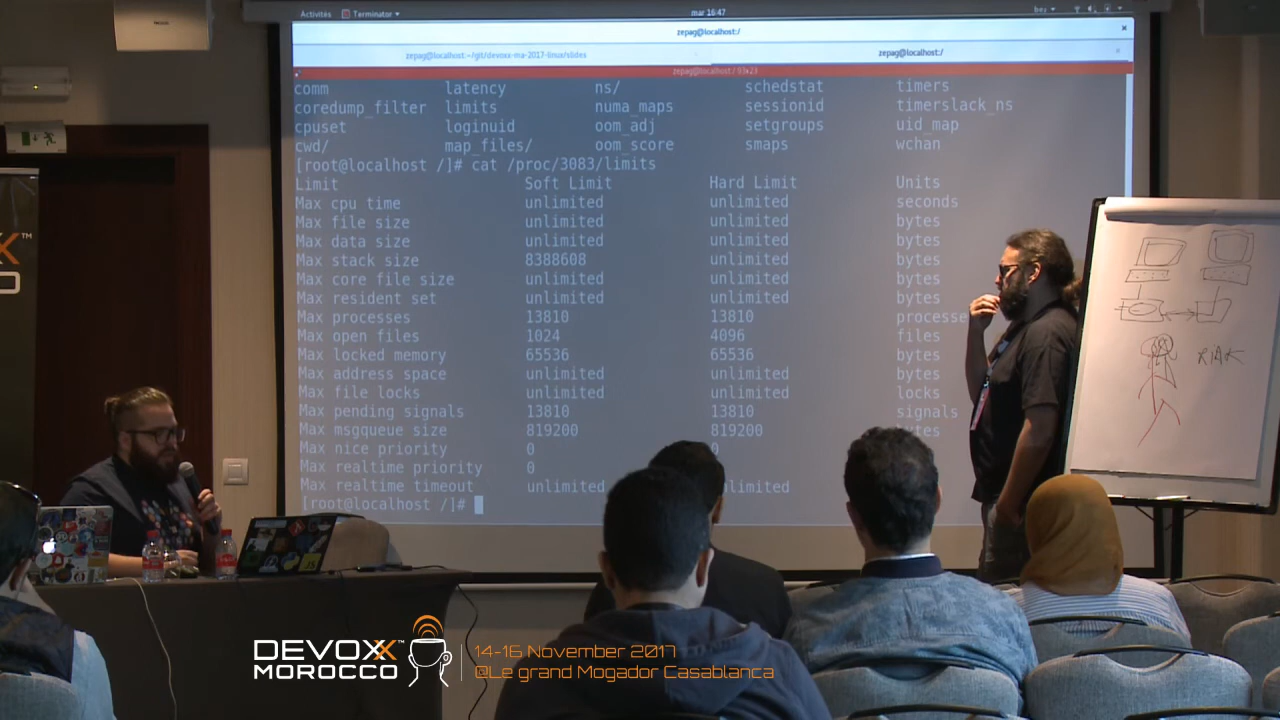 Activités Terminator mar 16:47
zepag@localhost:/
zepag@localhost:~/git/devoxx-ma-2017-linux/slides zepag@localhost:/
zepag@localhost:/ 93x23
comm latency ns/ schedstat timers
coredump_filter limits numa_maps sessionid timerslack_ns
cpuset loginuid oom_adj setgroups uid_map
cwd/ map_files/ oom_score smaps wchan
[root@localhost /]# cat /proc/3083/limits
Limit Soft Limit Hard Limit Units
Max cpu time unlimited unlimited seconds
Max file size unlimited unlimited bytes
Max data size unlimited unlimited bytes
Max stack size 8388608 unlimited bytes
Max core file size unlimited unlimited bytes
Max resident set unlimited unlimited bytes
Max processes 13810 13810 processe
Max open files 1024 4096 files
Max locked memory 65536 65536 bytes
Max address space unlimited unlimited bytes
Max file locks unlimited unlimited locks
Max pending signals 13810 13810 signals
Max msgqueue size 819200 819200 bytes
Max nice priority 0 0
Max realtime priority 0
Max realtime timeout unlimited unlimited
[root@localhost /]#
RIAK
DEVOXX™
MOROCCO
14-16 November 2017
@Le grand Mogador Casablanca